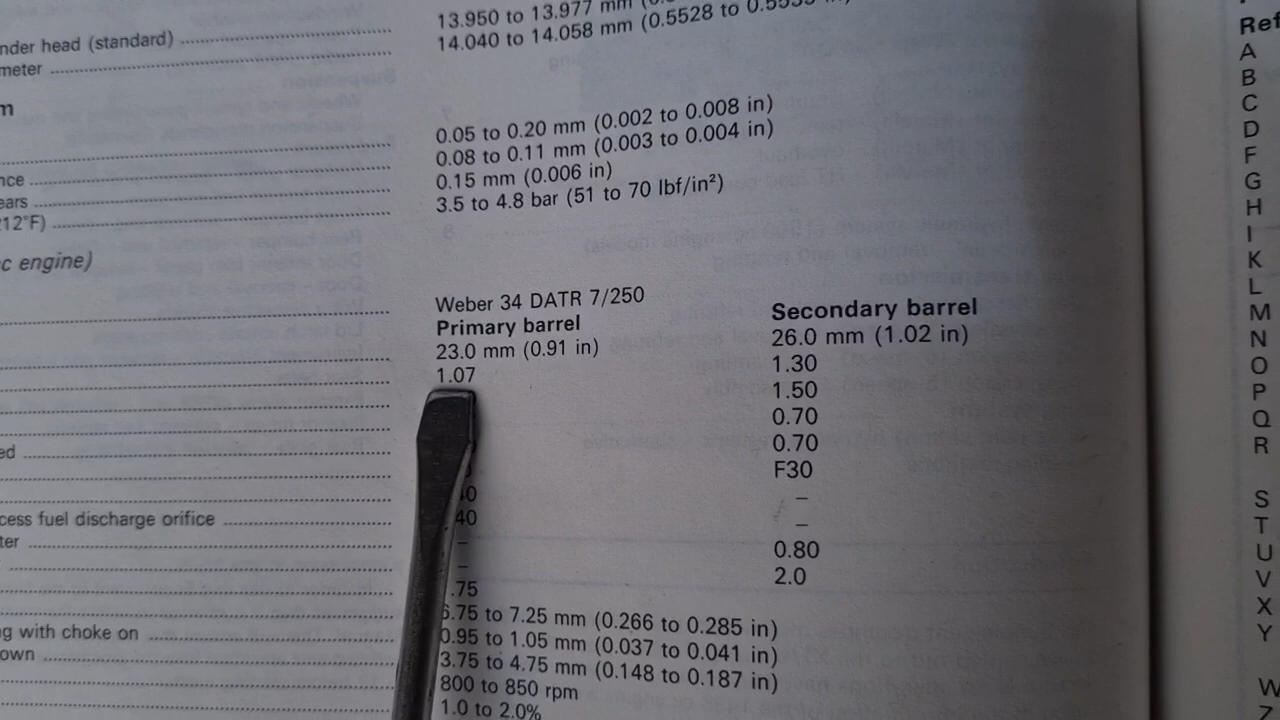 13.950 to 13.977 mm
nder head (standard) 14.040 to 14.058 mm (0.5528 to
meter
m
0.05 to 0.20 mm (0.002 to 0.008 in)
0.08 to 0.11 mm (0.003 to 0.004 in)
nce 0.15 mm (0.006 in)
ears 3.5 to 4.8 bar (51 to 70 lbf/in²)
12°F)
c engine)
Weber 34 DATR 7/250
Primary barrel Secondary barrel
23.0 mm (0.91 in) 26.0 mm (1.02 in)
1.07 1.30
1.50
0.70
ed 0.70
F30
40 –
cess fuel discharge orifice 40 –
ter – 0.80
– 2.0
.75
6.75 to 7.25 mm (0.266 to 0.285 in)
ng with choke on 0.95 to 1.05 mm (0.037 to 0.041 in)
own 3.75 to 4.75 mm (0.148 to 0.187 in)
800 to 850 rpm
1.0 to 2.0%
Ref
A
B
C
D
F
G
H
I
K
L
M
N
O
P
Q
R
S
T
U
V
X
Y
W
Z